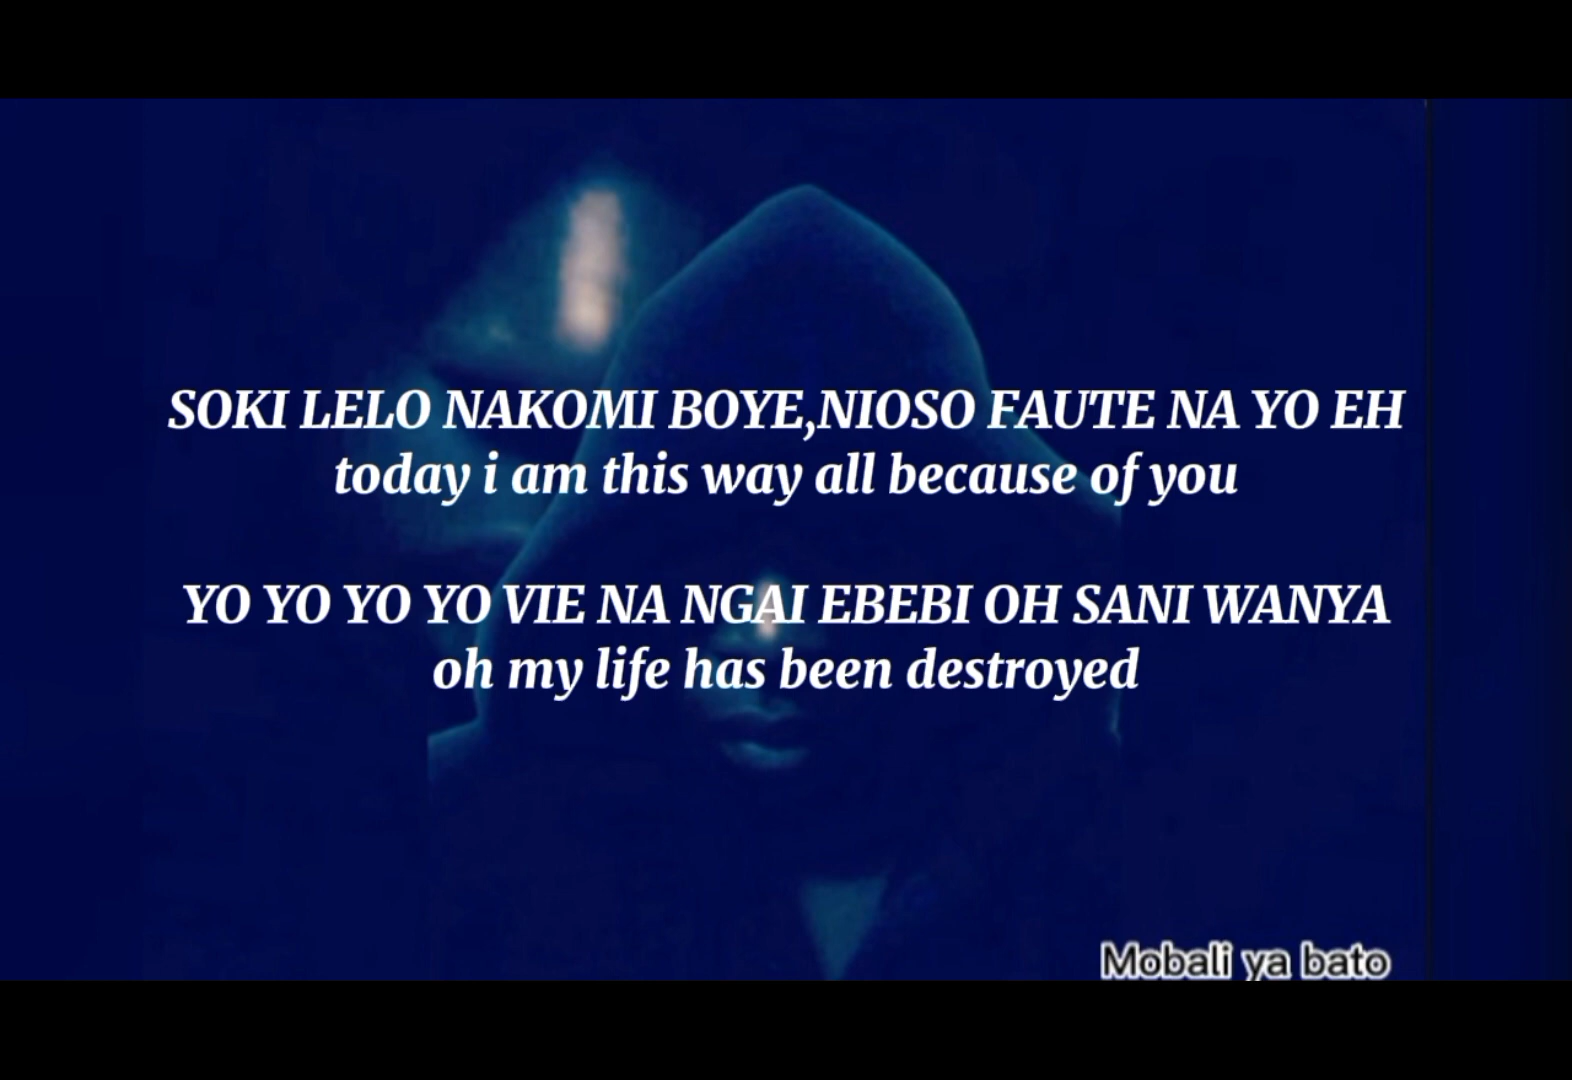 SOKI LELO NAKOMI BOYE,NIOSO FAUTE NA YO EH
today i am this way all because of you
YO YO YO YO VIE NA NGAI EBEBI OH SANI WANYA
oh my life has been destroyed
Mobali ya bato